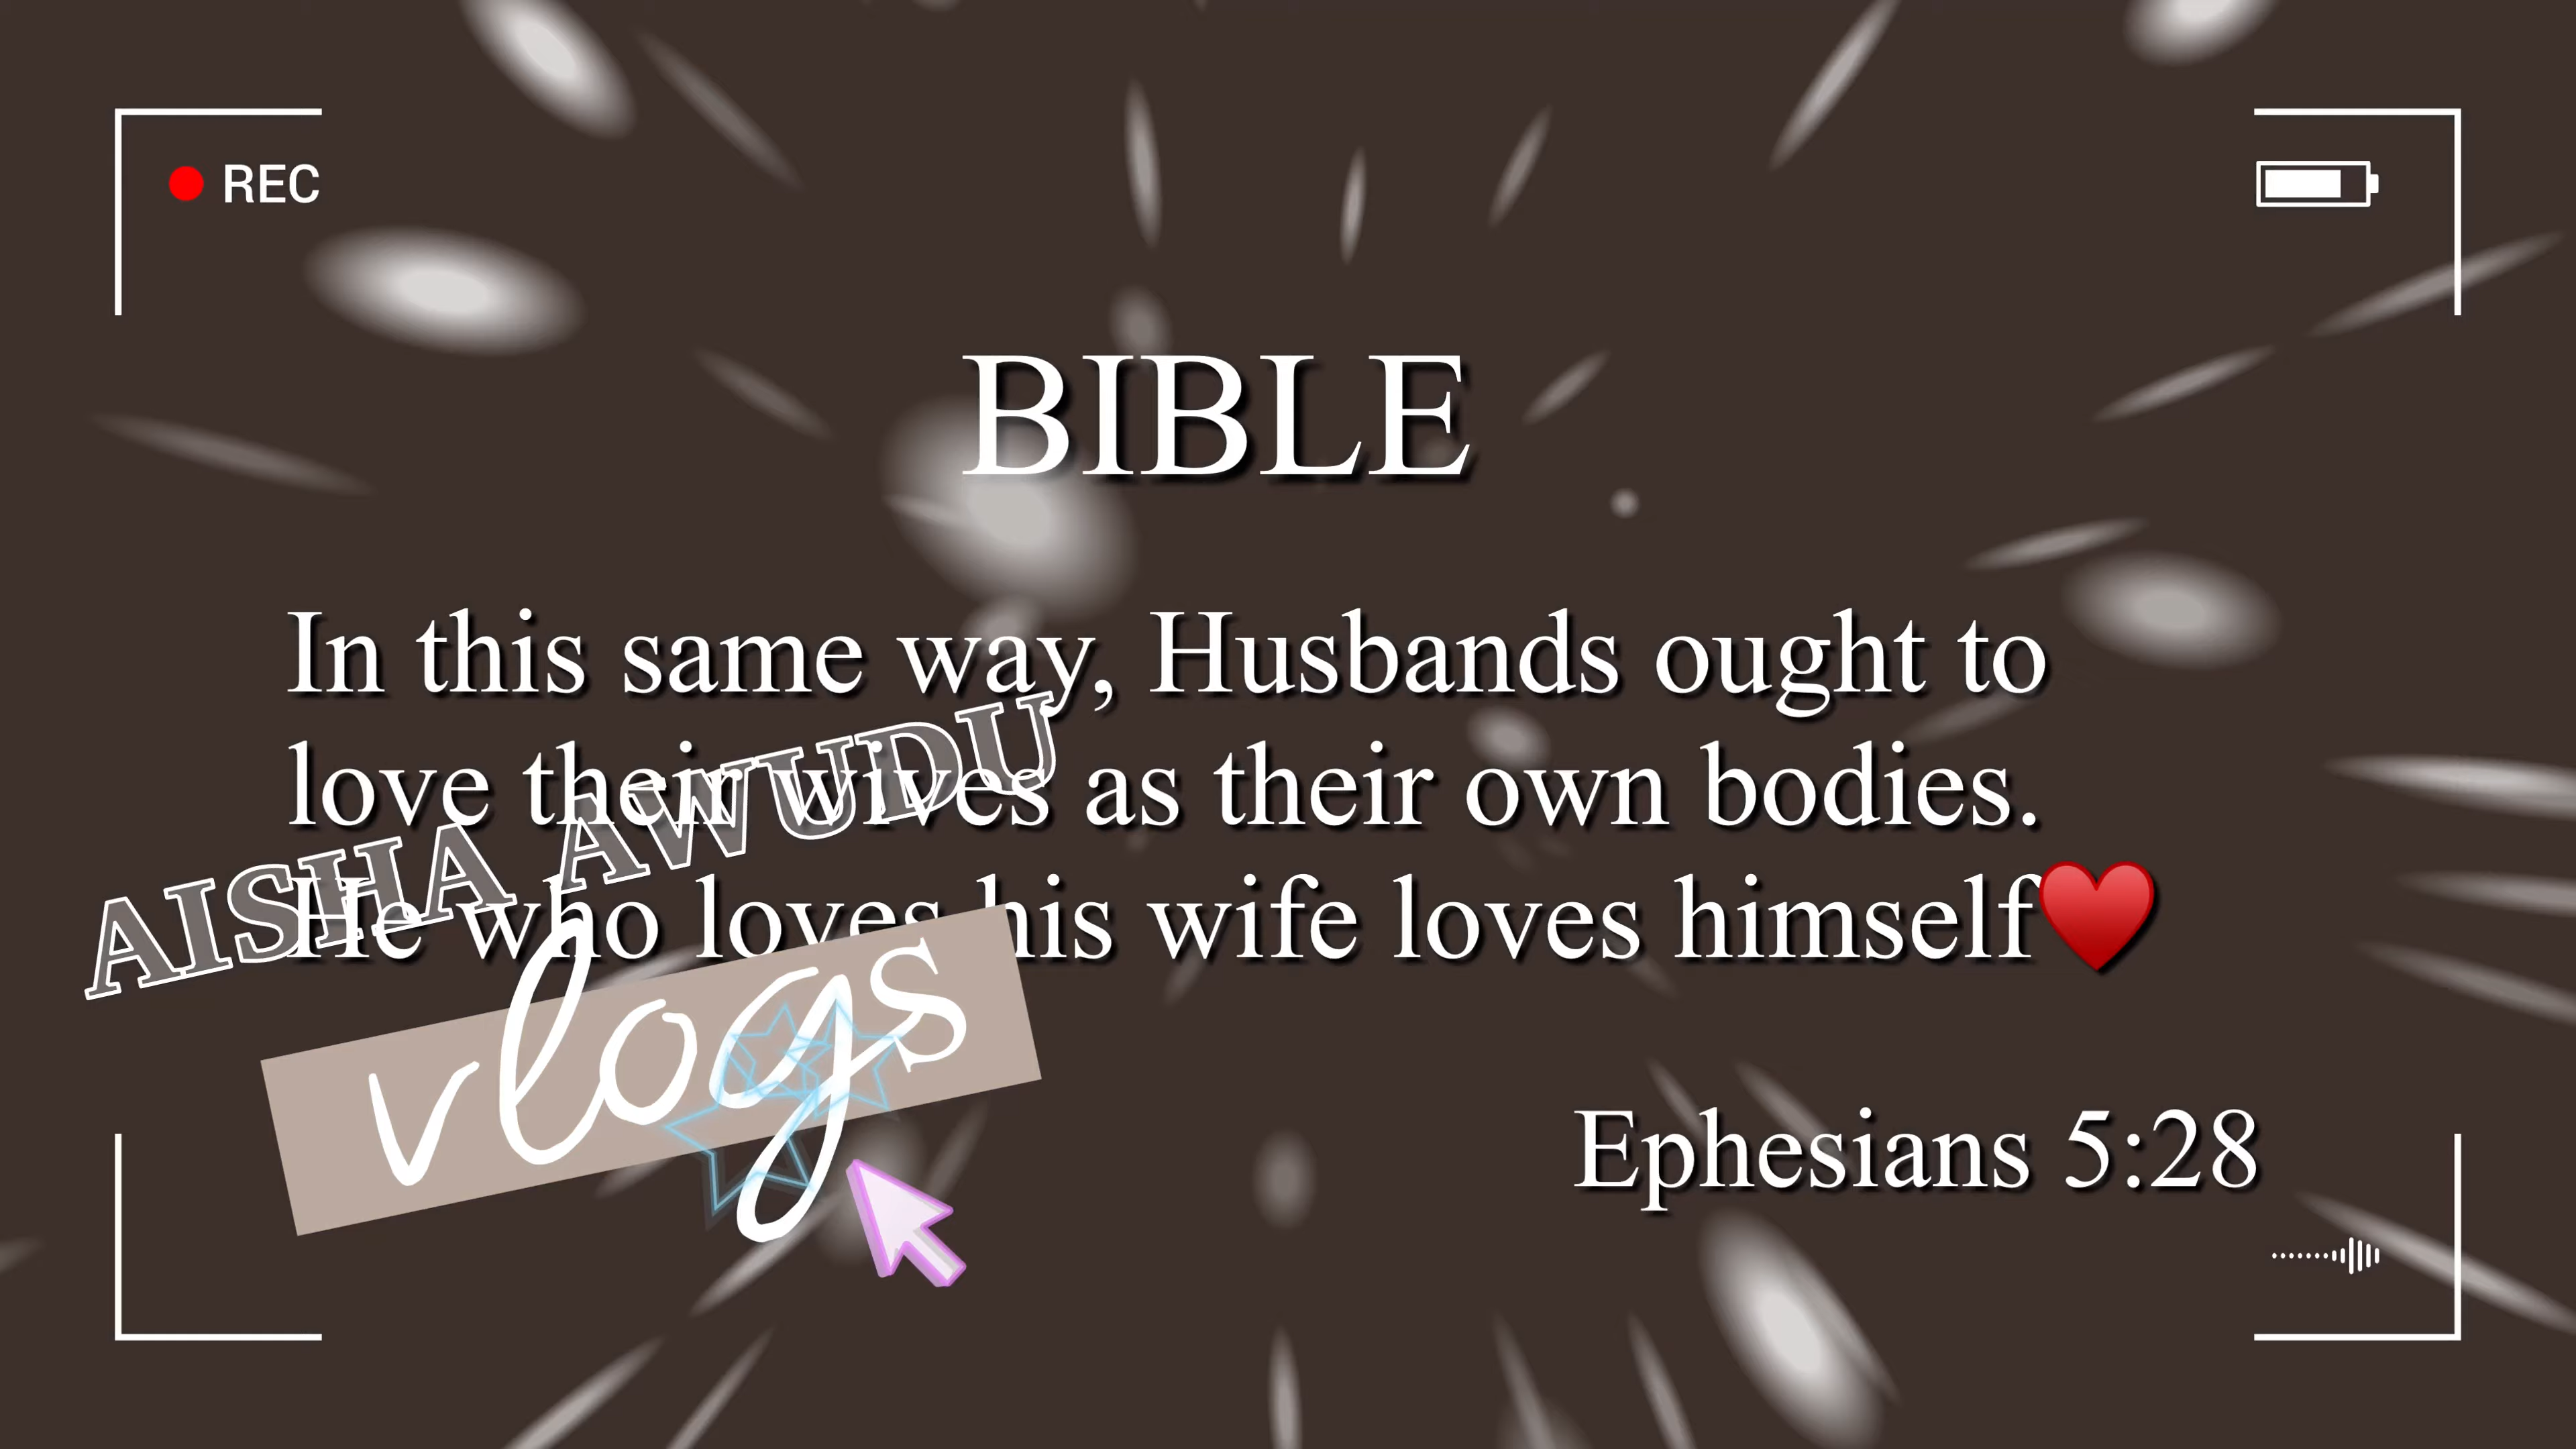 REC
BIBLE
In this same way, Husbands ought to
love their wives as their own bodies.
He who loves his wife loves himself♥
AISHA AWUDU
vlogs
Ephesians 5:28